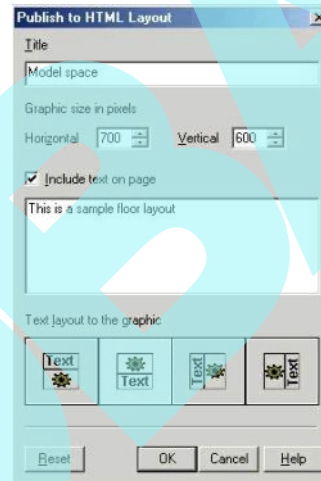 Publish to HTML Layout
Title
Model space
Graphic size in pixels
Horizontal 700 Vertical 600
Include text on page
This is a sample floor layout
Text layout to the graphic
Text Text Text Text
Reset OK Cancel Help